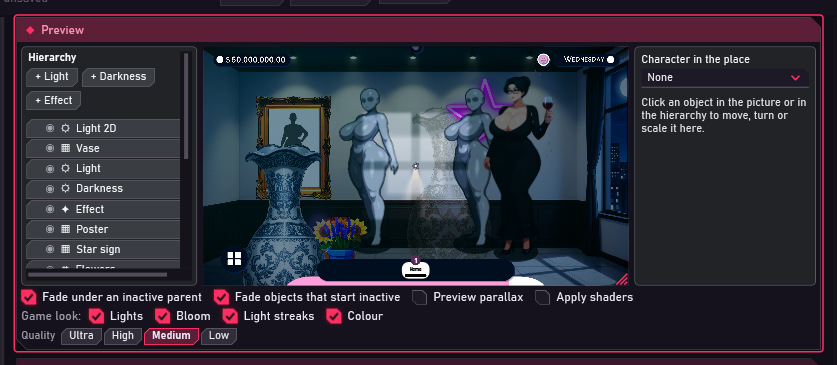 Preview
Hierarchy
+ Light
+ Darkness
+ Effect
Light 2D
Vase
Light
Darkness
Effect
Poster
Star sign
$50,000,000.00
WEDNESDAY
1
Home
Character in the place
None
Click an object in the picture or in
the hierarchy to move, turn or
scale it here.
Fade under an inactive parent
Fade objects that start inactive
Preview parallax
Apply shaders
Game look:
Lights
Bloom
Light streaks
Colour
Quality
Ultra
High
Medium
Low